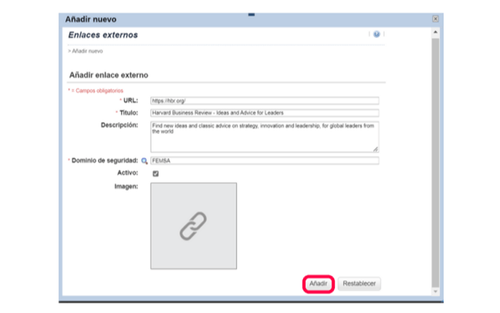 Añadir nuevo
Enlaces externos
> Añadir nuevo
Añadir enlace externo
* = Campos obligatorios
* URL: https://hbr.org/
* Título: Harvard Business Review - Ideas and Advice for Leaders
Descripción: Find new ideas and classic advice on strategy, innovation and leadership, for global leaders from
the world
* Dominio de seguridad: FEMSA
Activo:
Imagen:
Añadir Restablecer